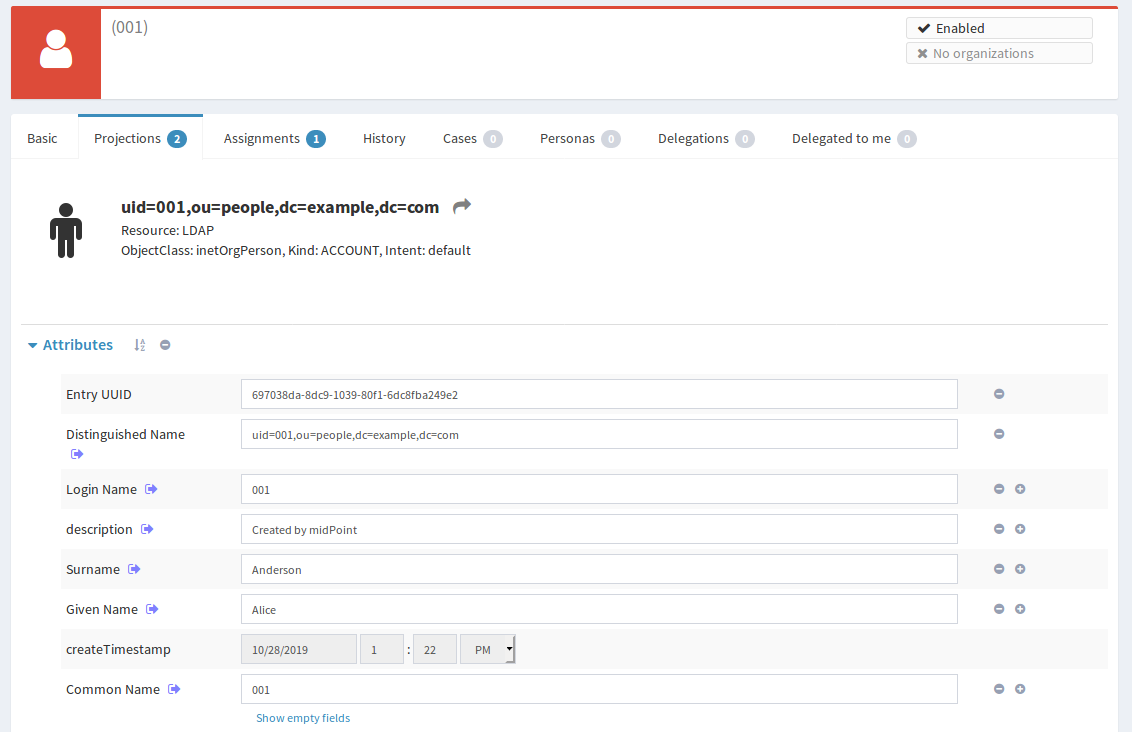 (001)
Enabled
No organizations
Basic
Projections 2
Assignments 1
History
Cases 0
Personas 0
Delegations 0
Delegated to me 0
uid=001,ou=people,dc=example,dc=com
Resource: LDAP
ObjectClass: inetOrgPerson, Kind: ACCOUNT, Intent: default
Attributes
Entry UUID 697038da-8dc9-1039-80f1-6dc8fba249e2
Distinguished Name uid=001,ou=people,dc=example,dc=com
Login Name 001
description Created by midPoint
Surname Anderson
Given Name Alice
createTimestamp 10/28/2019 1 : 22 PM
Common Name 001
Show empty fields